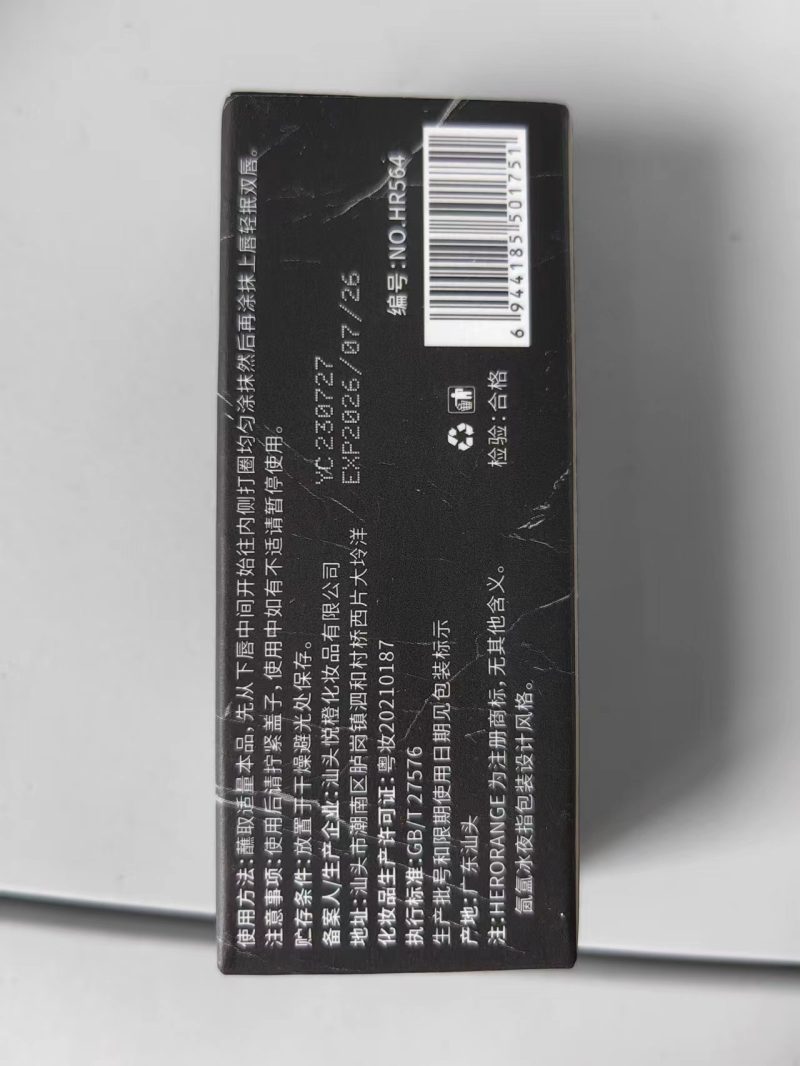 使用方法:蘸取适量本品,先从下唇中间开始往内侧打圈均匀涂抹然后再涂抹上唇轻抿双唇。
注意事项:使用后请拧紧盖子,使用中如有不适请暂停使用。
贮存条件:放置于干燥避光处保存。
备案人/生产企业:汕头悦橙化妆品有限公司
地址:汕头市潮南区胪岗镇泗和村桥西片大坽洋
化妆品生产许可证:粤妆20210187
执行标准:GB/T27576
生产批号和限期使用日期见包装标示
产地:广东汕头
注:HERORANGE为注册商标,无其他含义。
氤氲冰夜指包装设计风格。
YC 230727
EXP2026/07/26
编号:NO.HR564
检验:合格
6 944185 501751